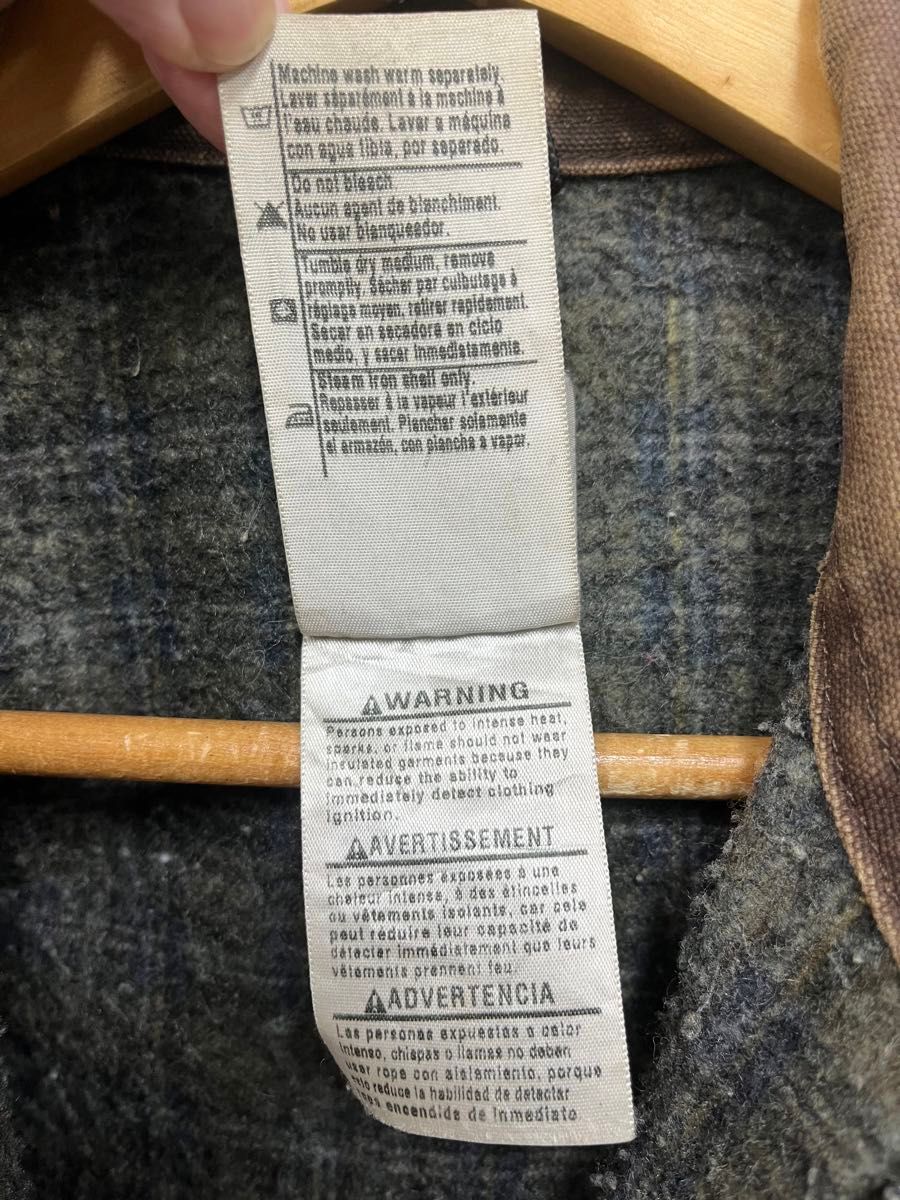 Machine wash warm separately.
Laver séparément à la machine à
l'eau chaude. Lavar a máquina
con agua tibia, por separado.
Do not bleach
Aucun agent de blanchiment.
No usar blanqueador.
Tumble dry medium, remove
promptly. Sécher par culbutage à
réglage moyen, retirer rapidement.
Secar en secadora en ciclo
medio, y sacar inmediatamente.
Steam iron shell only.
Repasser à la vapeur l'extérieur
seulement. Planchar solamente
el armazón, con plancha a vapor.
WARNING
Persons exposed to intense heat,
sparks, or flame should not wear
insulated garments because they
can reduce the ability to
immediately detect clothing
ignition.
AVERTISSEMENT
Les personnes exposées à une
chaleur intense, à des étincelles
ou vêtements isolants, car cela
peut réduire leur capacité de
détecter immédiatement que leurs
vêtements prennent feu.
ADVERTENCIA
Las personas expuestas a calor
intenso, chispas o llamas no deben
usar ropa con aislamiento, porque
reduce la habilidad de detectar
encendida de inmediato